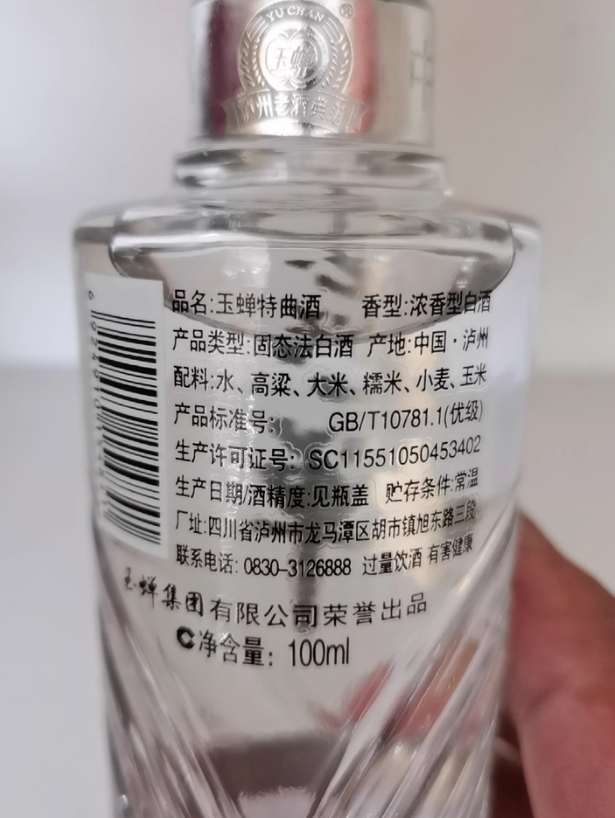 YU CHAN
®
玉蝉
品名:玉蝉特曲酒 香型:浓香型白酒
产品类型:固态法白酒 产地:中国·泸州
配料:水、高粱、大米、糯米、小麦、玉米
产品标准号: GB/T10781.1(优级)
生产许可证号: SC11551050453402
生产日期/酒精度:见瓶盖 贮存条件:常温
厂址:四川省泸州市龙马潭区胡市镇旭东路三段
联系电话: 0830-3126888 过量饮酒 有害健康
玉蝉集团有限公司荣誉出品
C净含量: 100ml